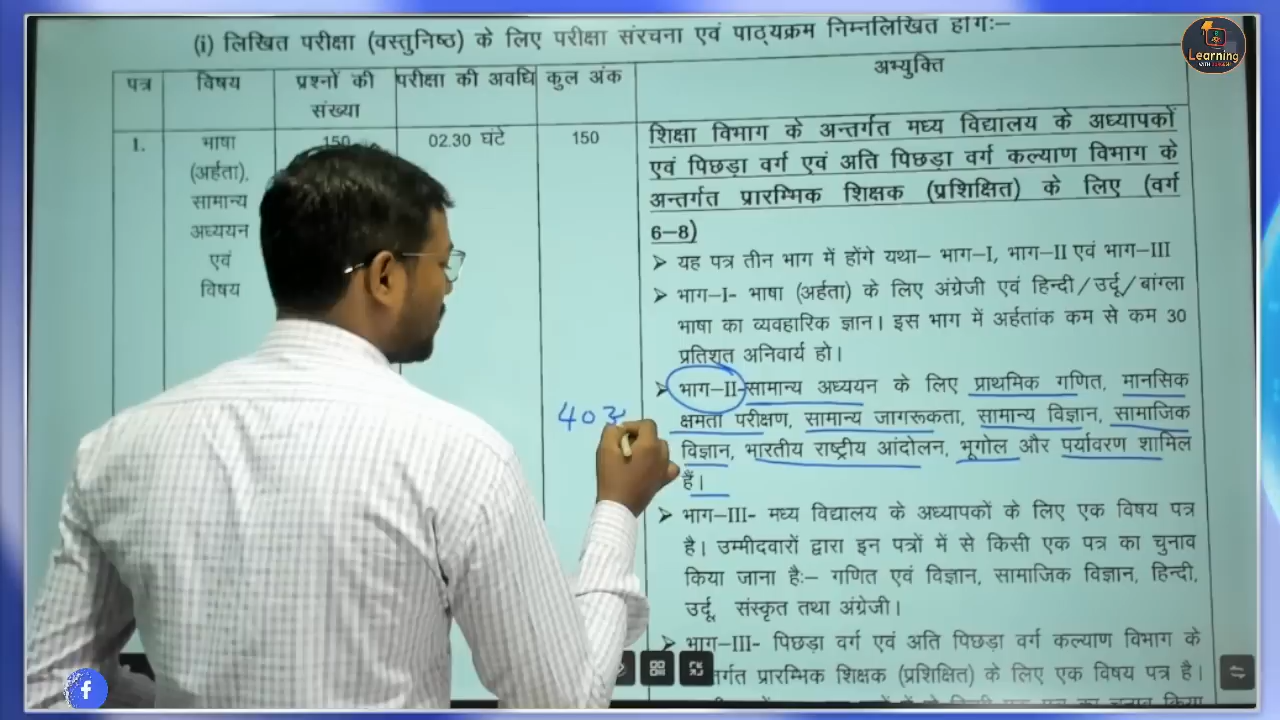 (i) लिखित परीक्षा (वस्तुनिष्ठ) के लिए परीक्षा संरचना एवं पाठ्यक्रम निम्नलिखित होंगेः–
Learning
पत्र विषय प्रश्नों की संख्या परीक्षा की अवधि कुल अंक अभ्युक्ति
1. भाषा (अर्हता), सामान्य अध्ययन एवं विषय 150 02.30 घंटे 150
शिक्षा विभाग के अन्तर्गत मध्य विद्यालय के अध्यापकों
एवं पिछड़ा वर्ग एवं अति पिछड़ा वर्ग कल्याण विभाग के
अन्तर्गत प्रारम्भिक शिक्षक (प्रशिक्षित) के लिए (वर्ग
6–8)
➢ यह पत्र तीन भाग में होंगे यथा– भाग–I, भाग–II एवं भाग–III
➢ भाग–I- भाषा (अर्हता) के लिए अंग्रेजी एवं हिन्दी/उर्दू/बांग्ला
भाषा का व्यवहारिक ज्ञान। इस भाग में अर्हतांक कम से कम 30
प्रतिशत अनिवार्य हो।
➢ भाग–II-सामान्य अध्ययन के लिए प्राथमिक गणित, मानसिक
403
क्षमता परीक्षण, सामान्य जागरूकता, सामान्य विज्ञान, सामाजिक
विज्ञान, भारतीय राष्ट्रीय आंदोलन, भूगोल और पर्यावरण शामिल
हैं।
➢ भाग–III- मध्य विद्यालय के अध्यापकों के लिए एक विषय पत्र
है। उम्मीदवारों द्वारा इन पत्रों में से किसी एक पत्र का चुनाव
किया जाना हैः– गणित एवं विज्ञान, सामाजिक विज्ञान, हिन्दी,
उर्दू, संस्कृत तथा अंग्रेजी।
➢ भाग–III- पिछड़ा वर्ग एवं अति पिछड़ा वर्ग कल्याण विभाग के
र्गत प्रारम्भिक शिक्षक (प्रशिक्षित) के लिए एक विषय पत्र है।
f